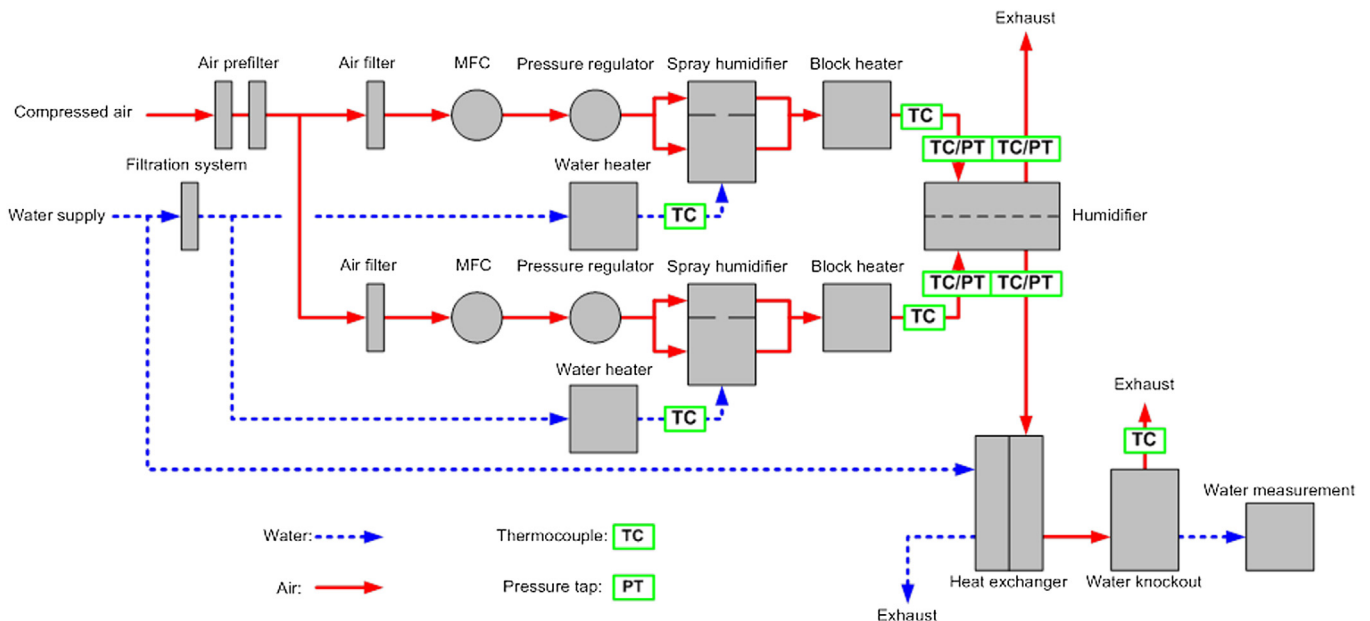 Exhaust
Air prefilter
Air filter
MFC
Pressure regulator
Spray humidifier
Block heater
Compressed air
TC
TC/PT
TC/PT
Filtration system
Water heater
Water supply
TC
Humidifier
Air filter
MFC
Pressure regulator
Spray humidifier
Block heater
TC/PT
TC/PT
TC
Water heater
TC
Exhaust
TC
Water measurement
Water:
Thermocouple:
TC
Air:
Pressure tap:
PT
Heat exchanger
Water knockout
Exhaust